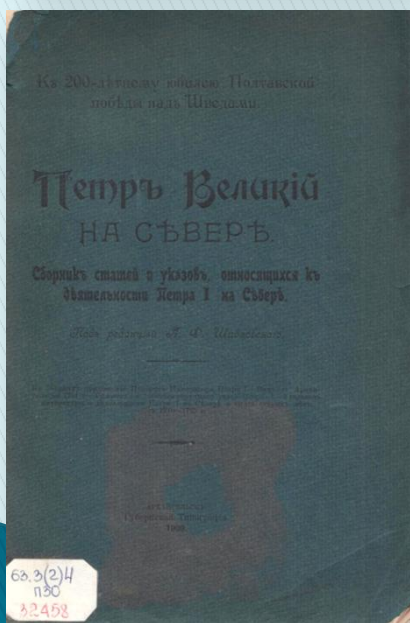 Къ 200-лѣтнему юбилею Полтавской
побѣды надъ Шведами.
Петръ Великій
НА СѢВЕРѢ.
Сборникъ статей и указовъ, относящихся къ
дѣятельности Петра I на Сѣверѣ.
Подъ редакціей А. Ф. Шидловскаго.
Губернская Типографія
1909
63.3(2)4
П30
32458